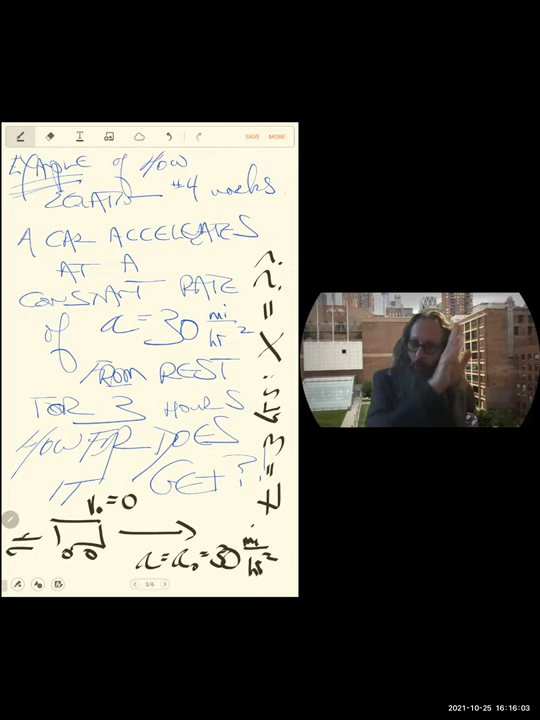 SAVE MORE
EXAMPLE of HOW
EQUATION #4 works
A CAR ACCELERATES
AT A
CONSTANT RATE
of a = 30 mi/hr²
FROM REST
FOR 3 HOURS
HOW FAR DOES
IT GET??
t = 3 hrs: X = ??
V₀ = 0
a = a₀ = 30 mi/hr²
3/6
2021-10-25 16:16:03